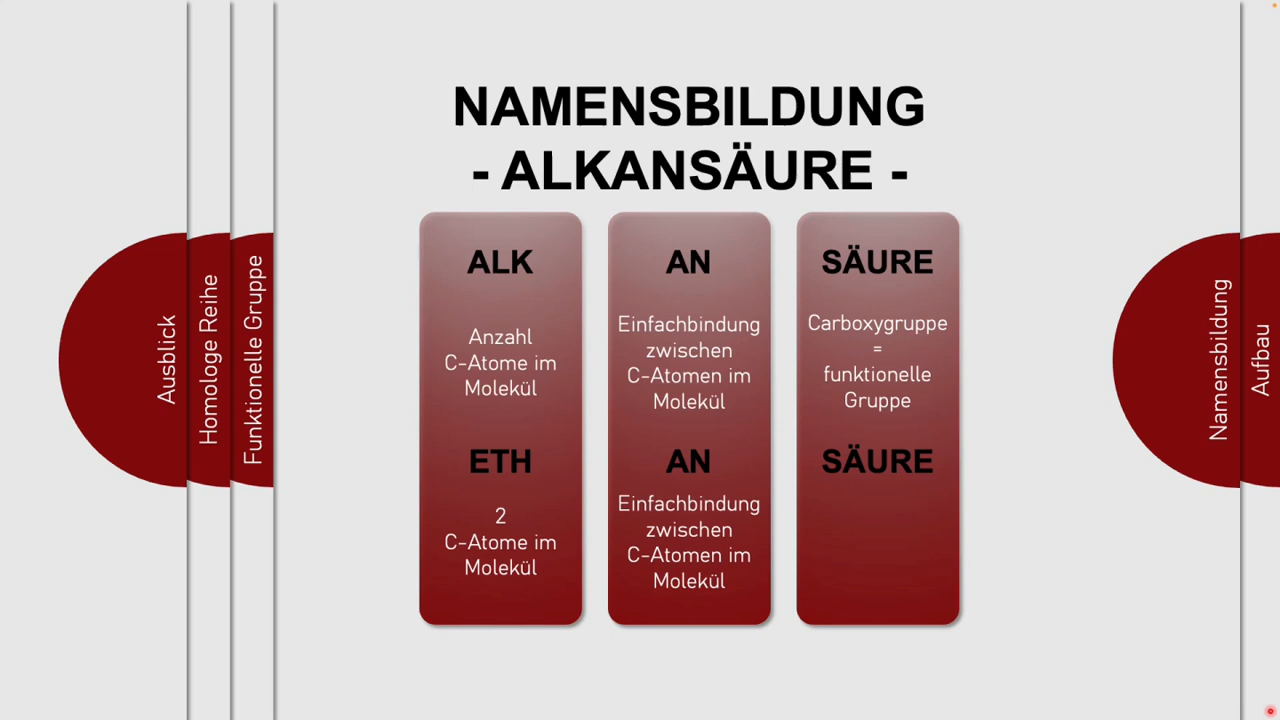 NAMENSBILDUNG
- ALKANSÄURE -
ALK
Anzahl
C-Atome im
Molekül
ETH
2
C-Atome im
Molekül
AN
Einfachbindung
zwischen
C-Atomen im
Molekül
AN
Einfachbindung
zwischen
C-Atomen im
Molekül
SÄURE
Carboxygruppe
=
funktionelle
Gruppe
SÄURE
Ausblick
Homologe Reihe
Funktionelle Gruppe
Namensbildung
Aufbau